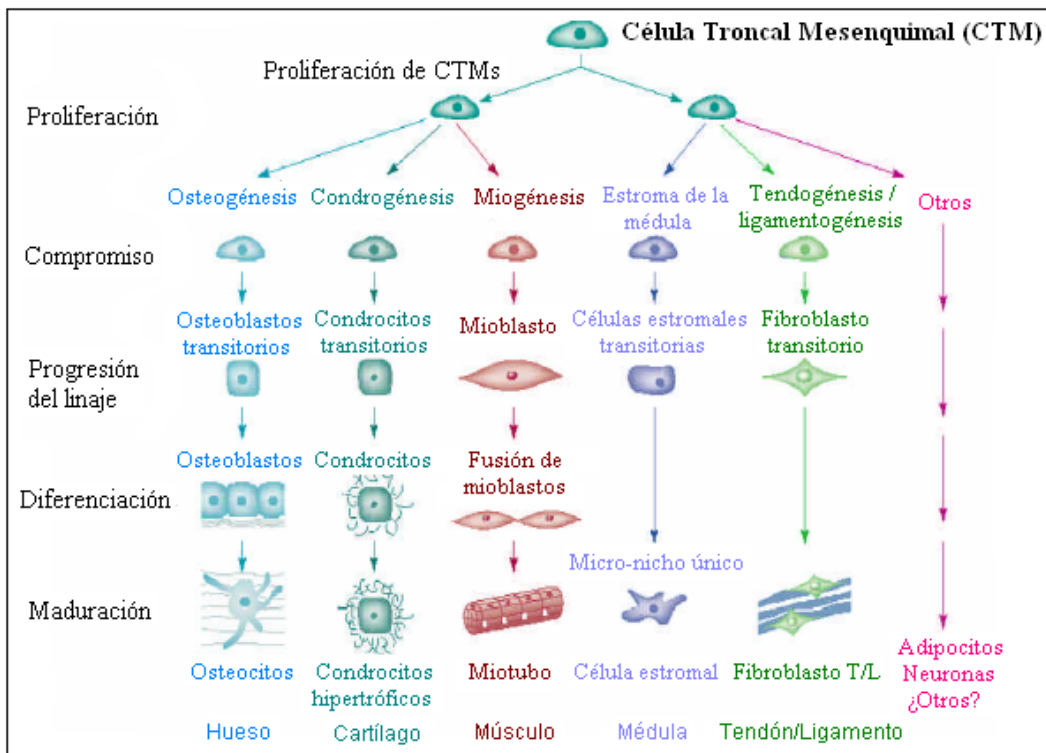 Célula Troncal Mesenquimal (CTM)
Proliferación de CTMs
Proliferación
Osteogénesis
Condrogénesis
Miogénesis
Estroma de la
médula
Tendogénesis /
ligamentogénesis
Otros
Compromiso
Osteoblastos
transitorios
Condrocitos
transitorios
Mioblasto
Células estromales
transitorias
Fibroblasto
transitorio
Progresión
del linaje
Osteoblastos
Condrocitos
Fusión de
mioblastos
Diferenciación
Micro-nicho único
Maduración
Osteocitos
Condrocitos
hipertróficos
Miotubo
Célula estromal
Fibroblasto T/L
Adipocitos
Neuronas
¿Otros?
Hueso
Cartílago
Músculo
Médula
Tendón/Ligamento